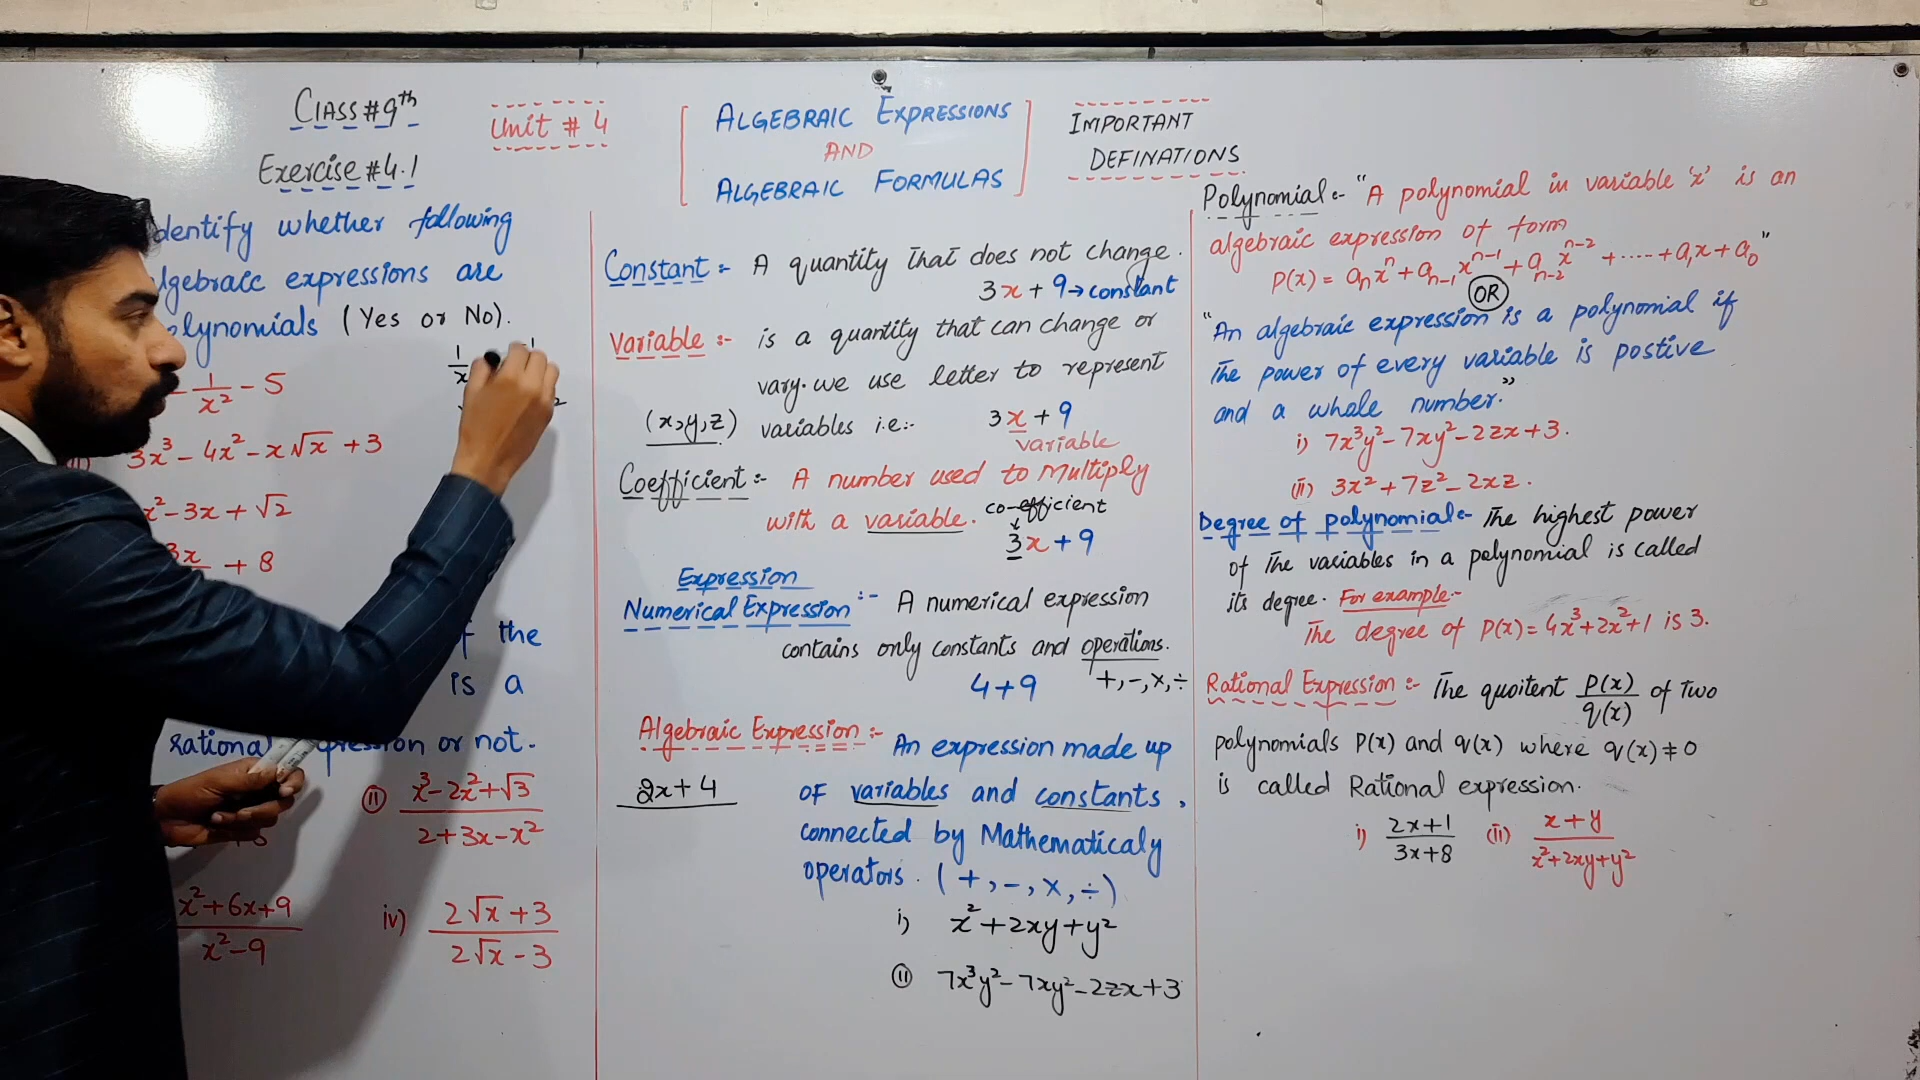 Class # 9th
Exercise # 4.1
Unit # 4
ALGEBRAIC EXPRESSIONS
AND
ALGEBRAIC FORMULAS
IMPORTANT
DEFINATIONS
dentify whether following
lgebraic expressions are
lynomials (Yes or No).
1/x
- 1/x² - 5
3x³ - 4x² - x√x + 3
x² - 3x + √2
3x
+ 8
the
is a
rational expression or not.
(ii) (x³ - 2x² + √3)/(2 + 3x - x²)
(x² + 6x + 9)/(x² - 9)
iv) (2√x + 3)/(2√x - 3)
Constant :- A quantity that does not change.
3x + 9 → constant
Variable :- is a quantity that can change or
vary. we use letter to represent
(x,y,z) variables i.e:- 3x + 9
variable
Coefficient :- A number used to Multiply
with a variable. co-efficient
3x + 9
Expression
Numerical Expression :- A numerical expression
contains only constants and operations.
4+9 +, -, ×, ÷
Algebraic Expression :- An expression made up
2x+4 of variables and constants,
connected by Mathematicaly
operators. (+, -, ×, ÷)
i) x² + 2xy + y²
(ii) 7x³y² - 7xy² - 2zx + 3
Polynomial :- "A polynomial in variable 'x' is an
algebraic expression of form
P(x) = aₙxⁿ + aₙ₋₁xⁿ⁻¹ + aₙ₋₂xⁿ⁻² + ..... + a₁x + a₀"
OR
"An algebraic expression is a polynomial if
The power of every variable is postive
and a whole number."
i) 7x³y² - 7xy² - 2zx + 3.
(ii) 3x² + 7z² - 2xz.
Degree of polynomial :- The highest power
of The variables in a polynomial is called
its degree. For example :-
The degree of P(x) = 4x³ + 2x² + 1 is 3.
Rational Expression :- The quoitent P(x)/q(x) of Two
polynomials P(x) and q(x) where q(x) ≠ 0
is called Rational expression.
i) (2x+1)/(3x+8) (ii) (x+y)/(x²+2xy+y²)